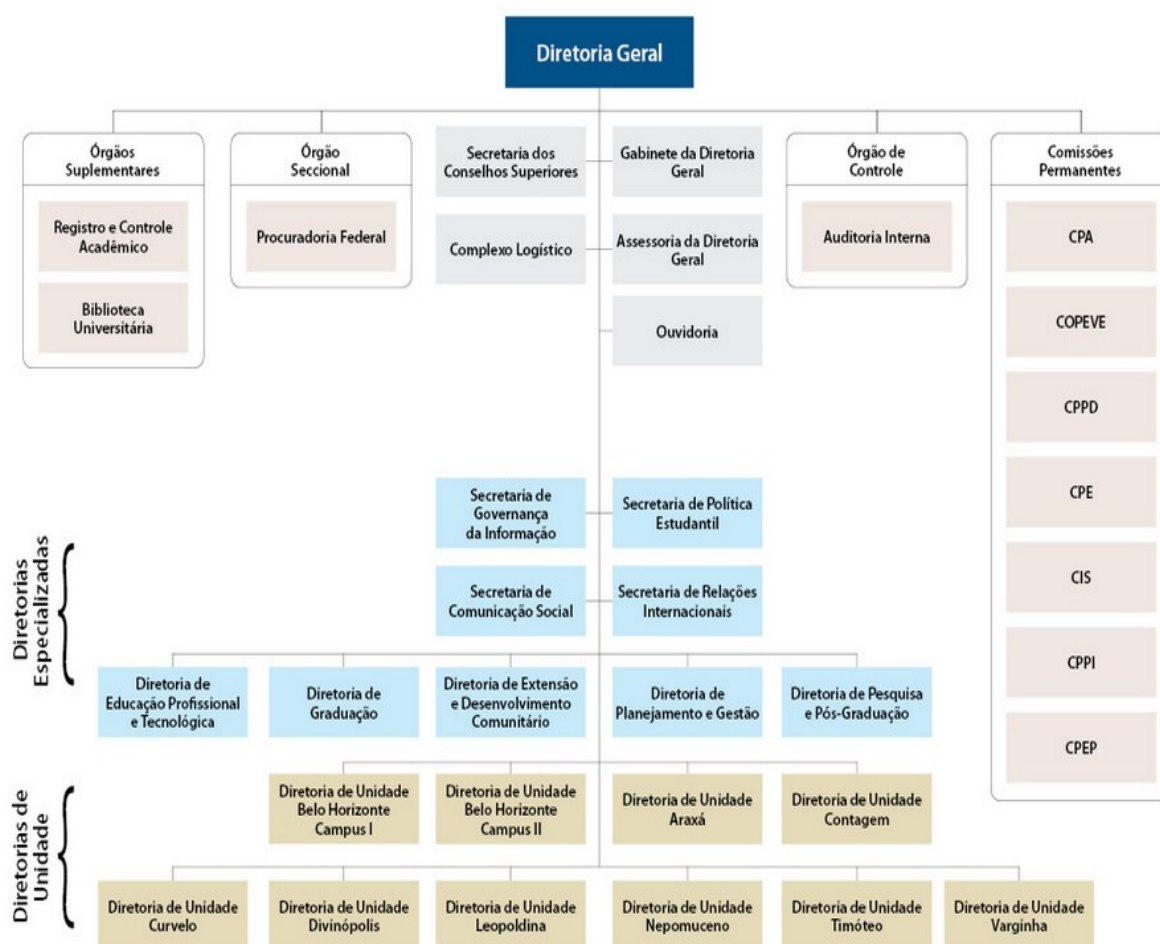 Diretoria Geral
Órgãos
Suplementares
Registro e Controle
Acadêmico
Biblioteca
Universitária
Órgão
Seccional
Procuradoria Federal
Secretaria dos
Conselhos Superiores
Gabinete da Diretoria
Geral
Complexo Logístico
Assessoria da Diretoria
Geral
Ouvidoria
Órgão de
Controle
Auditoria Interna
Comissões
Permanentes
CPA
COPEVE
CPPD
CPE
CIS
CPPI
CPEP
Diretorias
Especializadas
Secretaria de
Governança
da Informação
Secretaria de Política
Estudantil
Secretaria de
Comunicação Social
Secretaria de Relações
Internacionais
Diretoria de
Educação Profissional
e Tecnológica
Diretoria de
Graduação
Diretoria de Extensão
e Desenvolvimento
Comunitário
Diretoria de
Planejamento e Gestão
Diretoria de Pesquisa
e Pós-Graduação
Diretorias de
Unidade
Diretoria de Unidade
Belo Horizonte
Campus I
Diretoria de Unidade
Belo Horizonte
Campus II
Diretoria de Unidade
Araxá
Diretoria de Unidade
Contagem
Diretoria de Unidade
Curvelo
Diretoria de Unidade
Divinópolis
Diretoria de Unidade
Leopoldina
Diretoria de Unidade
Nepomuceno
Diretoria de Unidade
Timóteo
Diretoria de Unidade
Varginha